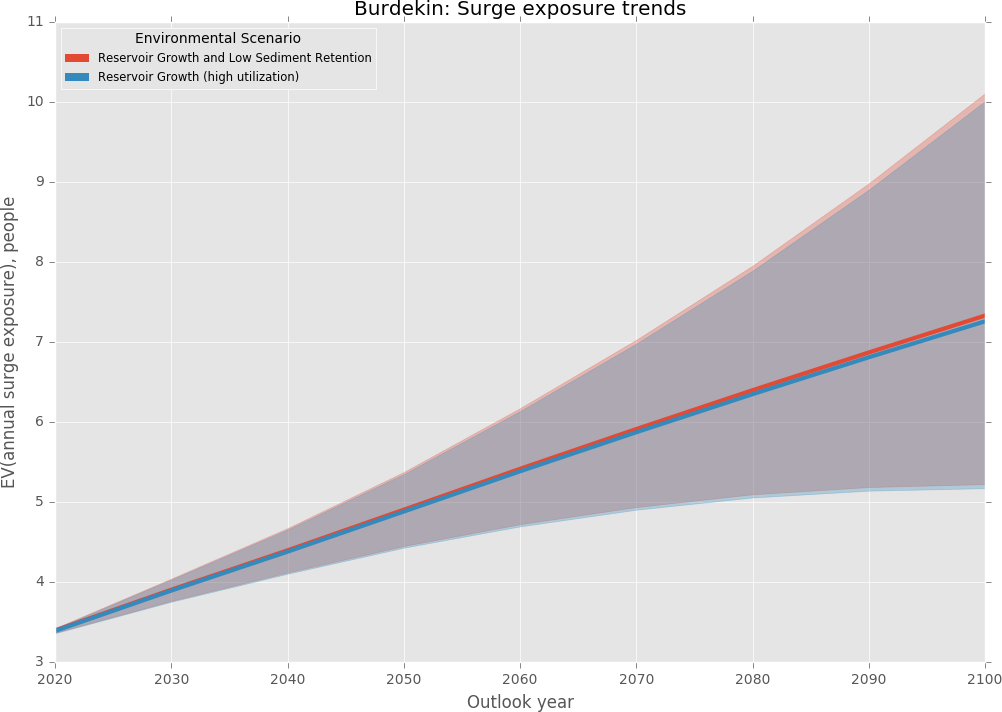 Burdekin: Surge exposure trends
Environmental Scenario
Reservoir Growth and Low Sediment Retention
Reservoir Growth (high utilization)
EV(annual surge exposure), people
11
10
9
8
7
6
5
4
3
2020 2030 2040 2050 2060 2070 2080 2090 2100
Outlook year